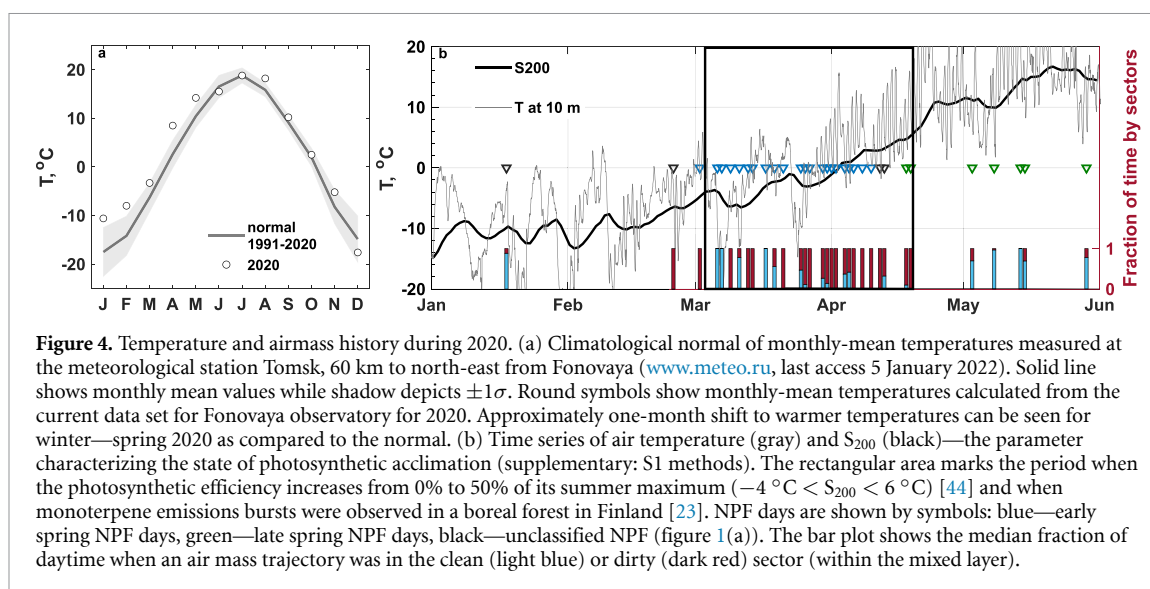 a
20
10
0
-10
-20
T, °C
normal
1991-2020
2020
J F M A M J J A S O N D
b
20
10
0
-10
-20
T, °C
S200
T at 10 m
1
0
Fraction of time by sectors
Jan Feb Mar Apr May Jun
Figure 4. Temperature and airmass history during 2020. (a) Climatological normal of monthly-mean temperatures measured at
the meteorological station Tomsk, 60 km to north-east from Fonovaya (www.meteo.ru, last access 5 January 2022). Solid line
shows monthly mean values while shadow depicts ±1σ. Round symbols show monthly-mean temperatures calculated from the
current data set for Fonovaya observatory for 2020. Approximately one-month shift to warmer temperatures can be seen for
winter—spring 2020 as compared to the normal. (b) Time series of air temperature (gray) and S₂₀₀ (black)—the parameter
characterizing the state of photosynthetic acclimation (supplementary: S1 methods). The rectangular area marks the period when
the photosynthetic efficiency increases from 0% to 50% of its summer maximum (−4 °C < S₂₀₀ < 6 °C) [44] and when
monoterpene emissions bursts were observed in a boreal forest in Finland [23]. NPF days are shown by symbols: blue—early
spring NPF days, green—late spring NPF days, black—unclassified NPF (figure 1(a)). The bar plot shows the median fraction of
daytime when an air mass trajectory was in the clean (light blue) or dirty (dark red) sector (within the mixed layer).